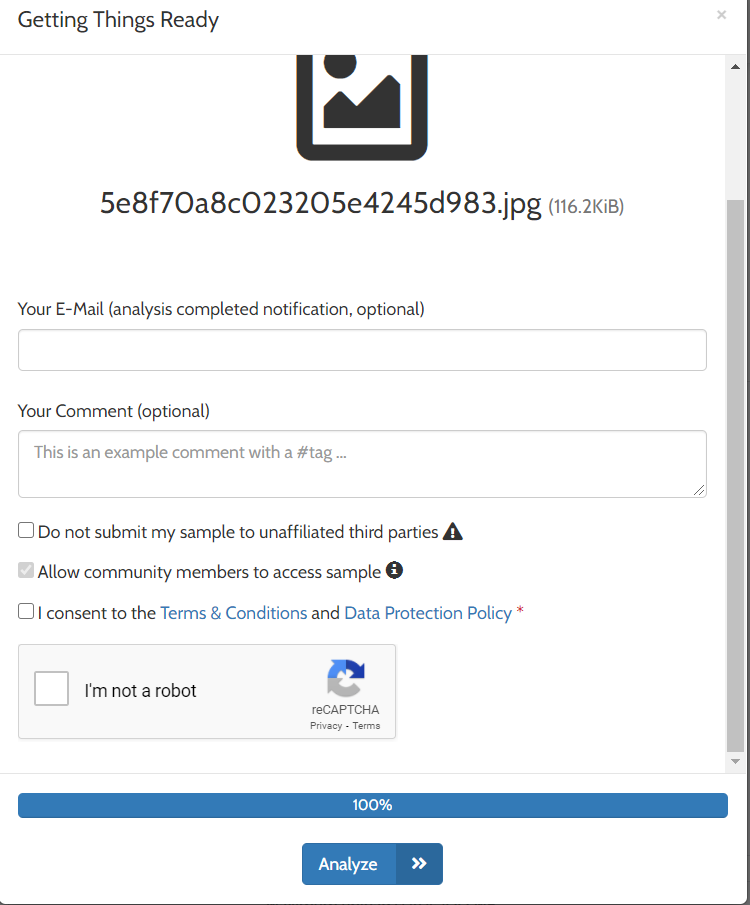 Getting Things Ready
×
5e8f70a8c023205e4245d983.jpg (116.2KiB)
Your E-Mail (analysis completed notification, optional)
Your Comment (optional)
This is an example comment with a #tag ...
Do not submit my sample to unaffiliated third parties
Allow community members to access sample
I consent to the Terms & Conditions and Data Protection Policy *
I'm not a robot
reCAPTCHA
Privacy - Terms
100%
Analyze »